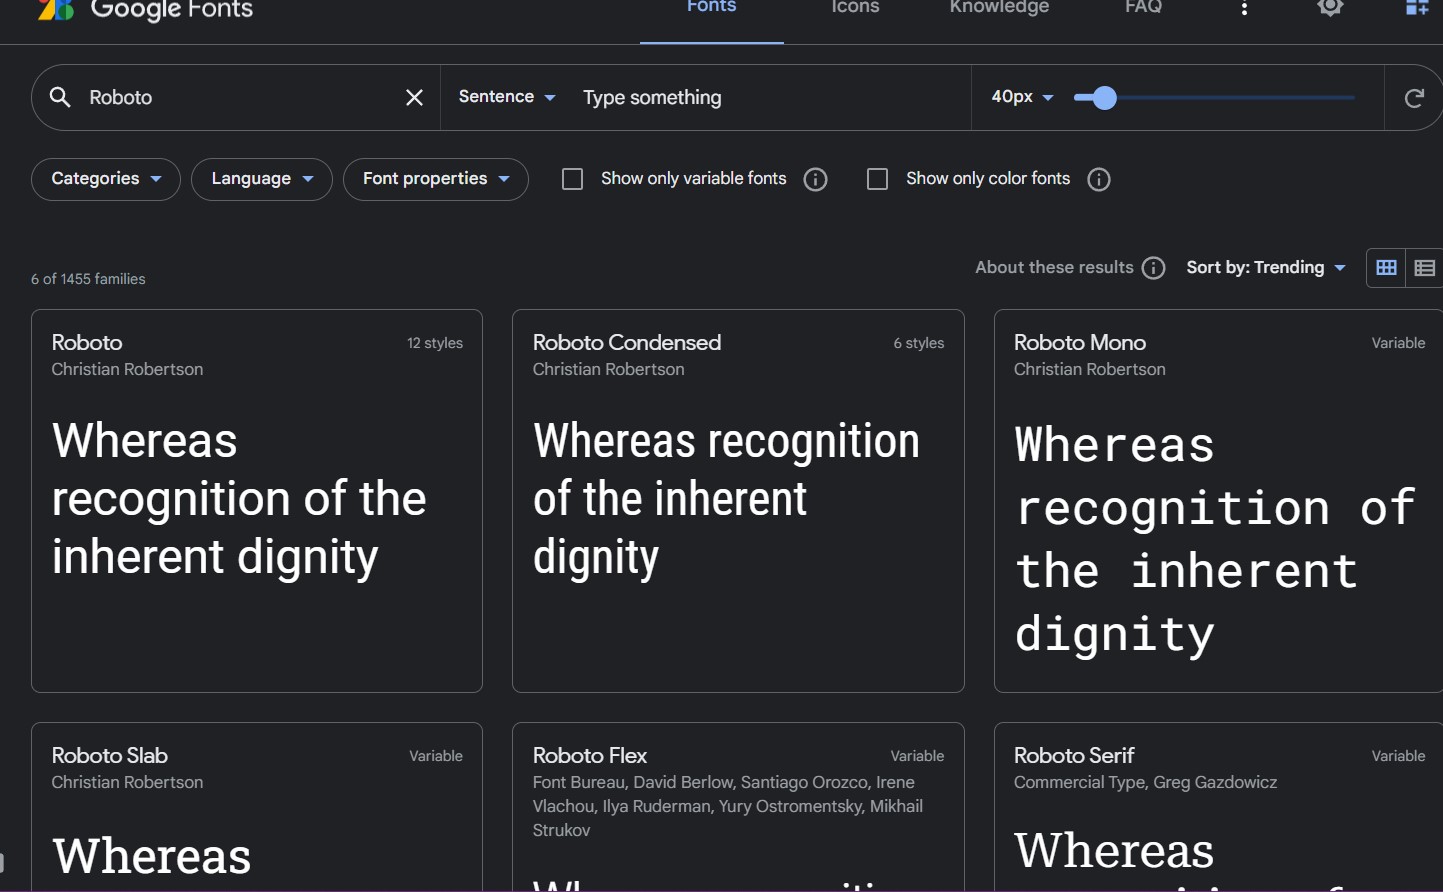 Google Fonts
Fonts
Icons
Knowledge
FAQ
Roboto
Sentence
Type something
40px
Categories
Language
Font properties
Show only variable fonts
Show only color fonts
6 of 1455 families
About these results
Sort by: Trending
Roboto
12 styles
Christian Robertson
Whereas
recognition of the
inherent dignity
Roboto Condensed
6 styles
Christian Robertson
Whereas recognition
of the inherent
dignity
Roboto Mono
Variable
Christian Robertson
Whereas
recognition of
the inherent
dignity
Roboto Slab
Variable
Christian Robertson
Whereas
Roboto Flex
Variable
Font Bureau, David Berlow, Santiago Orozco, Irene
Vlachou, Ilya Ruderman, Yury Ostromentsky, Mikhail
Strukov
Roboto Serif
Variable
Commercial Type, Greg Gazdowicz
Whereas